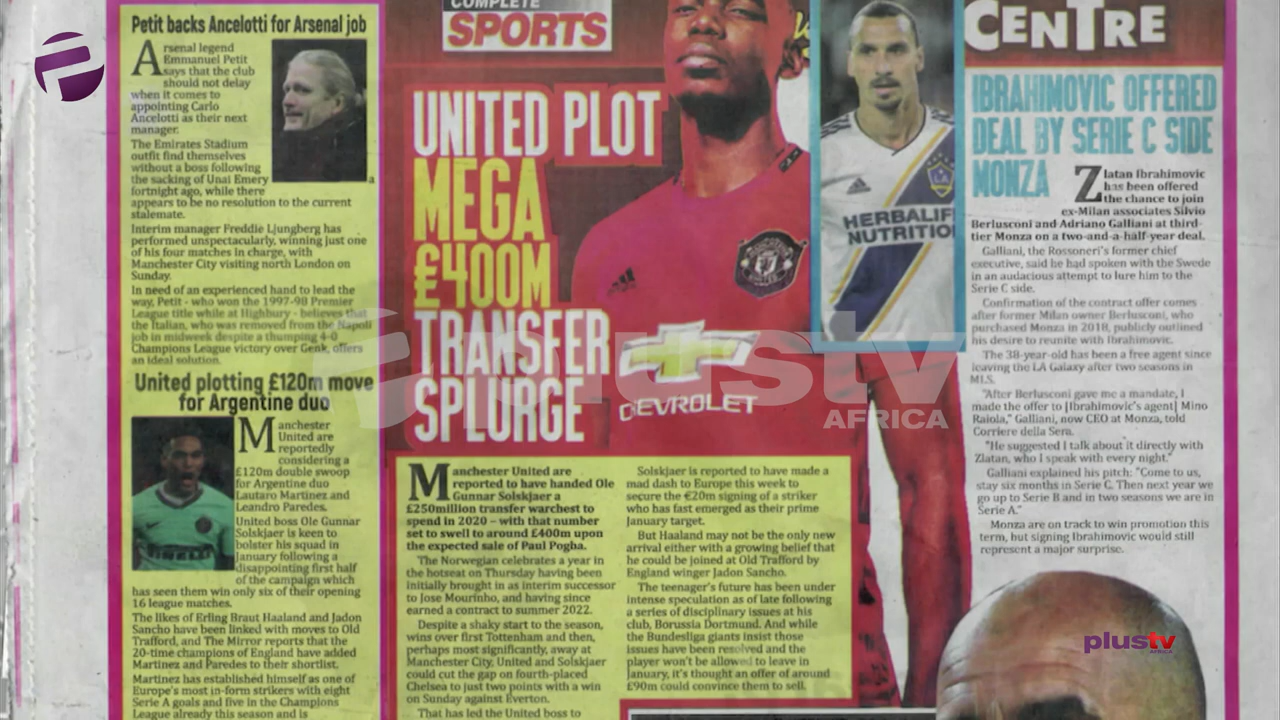 Petit backs Ancelotti for Arsenal job
Arsenal legend
Emmanuel Petit
says that the club
should not delay
when it comes to
appointing Carlo
Ancelotti as their next
manager.
The Emirates Stadium
outfit find themselves
without a boss following
the sacking of Unai Emery a
fortnight ago, while there
appears to be no resolution to the current
stalemate.
Interim manager Freddie Ljungberg has
performed unspectacularly, winning just one
of his four matches in charge, with
Manchester City visiting north London on
Sunday.
In need of an experienced hand to lead the
way, Petit - who won the 1997-98 Premier
League title while at Highbury - believes that
the Italian, who was removed from the Napoli
job in midweek despite a thumping 4-0
Champions League victory over Genk, offers
an ideal solution.
United plotting £120m move
for Argentine duo
Manchester
United are
reportedly
considering a
£120m double swoop
for Argentine duo
Lautaro Martinez and
Leandro Paredes.
United boss Ole Gunnar
Solskjaer is keen to
bolster his squad in
January following a
disappointing first half
of the campaign which
has seen them win only six of their opening
16 league matches.
The likes of Erling Braut Haaland and Jadon
Sancho have been linked with moves to Old
Trafford, and The Mirror reports that the
20-time champions of England have added
Martinez and Paredes to their shortlist.
Martinez has established himself as one of
Europe's most in-form strikers with eight
Serie A goals and five in the Champions
League already this season and is
COMPLETE
SPORTS
UNITED PLOT
MEGA
£400M
TRANSFER
SPLURGE
CHEVROLET
Manchester United are
reported to have handed Ole
Gunnar Solskjaer a
£250million transfer warchest to
spend in 2020 – with that number
set to swell to around £400m upon
the expected sale of Paul Pogba.
The Norwegian celebrates a year in
the hotseat on Thursday having been
initially brought in as interim successor
to Jose Mourinho, and having since
earned a contract to summer 2022.
Despite a shaky start to the season,
wins over first Tottenham and then,
perhaps most significantly, away at
Manchester City, United and Solskjaer
could cut the gap on fourth-placed
Chelsea to just two points with a win
on Sunday against Everton.
That has led the United boss to
Solskjaer is reported to have made a
mad dash to Europe this week to
secure the €20m signing of a striker
who has fast emerged as their prime
January target.
But Haaland may not be the only new
arrival either with a growing belief that
he could be joined at Old Trafford by
England winger Jadon Sancho.
The teenager's future has been under
intense speculation as of late following
a series of disciplinary issues at his
club, Borussia Dortmund. And while
the Bundesliga giants insist those
issues have been resolved and the
player won't be allowed to leave in
January, it's thought an offer of around
£90m could convince them to sell.
HERBALIF
NUTRITION
CENTRE
IBRAHIMOVIC OFFERED
DEAL BY SERIE C SIDE
MONZA
Zlatan Ibrahimovic
has been offered
the chance to join
ex-Milan associates Silvio
Berlusconi and Adriano Galliani at third-
tier Monza on a two-and-a-half-year deal.
Galliani, the Rossoneri's former chief
executive, said he had spoken with the Swede
in an audacious attempt to lure him to the
Serie C side.
Confirmation of the contract offer comes
after former Milan owner Berlusconi, who
purchased Monza in 2018, publicly outlined
his desire to reunite with Ibrahimovic.
The 38-year-old has been a free agent since
leaving the LA Galaxy after two seasons in
MLS.
"After Berlusconi gave me a mandate, I
made the offer to [Ibrahimovic's agent] Mino
Raiola," Galliani, now CEO at Monza, told
Corriere della Sera.
"He suggested I talk about it directly with
Zlatan, who I speak with every night."
Galliani explained his pitch: "Come to us,
stay six months in Serie C. Then next year we
go up to Serie B and in two seasons we are in
Serie A."
Monza are on track to win promotion this
term, but signing Ibrahimovic would still
represent a major surprise.
plustv
AFRICA
plustv
AFRICA